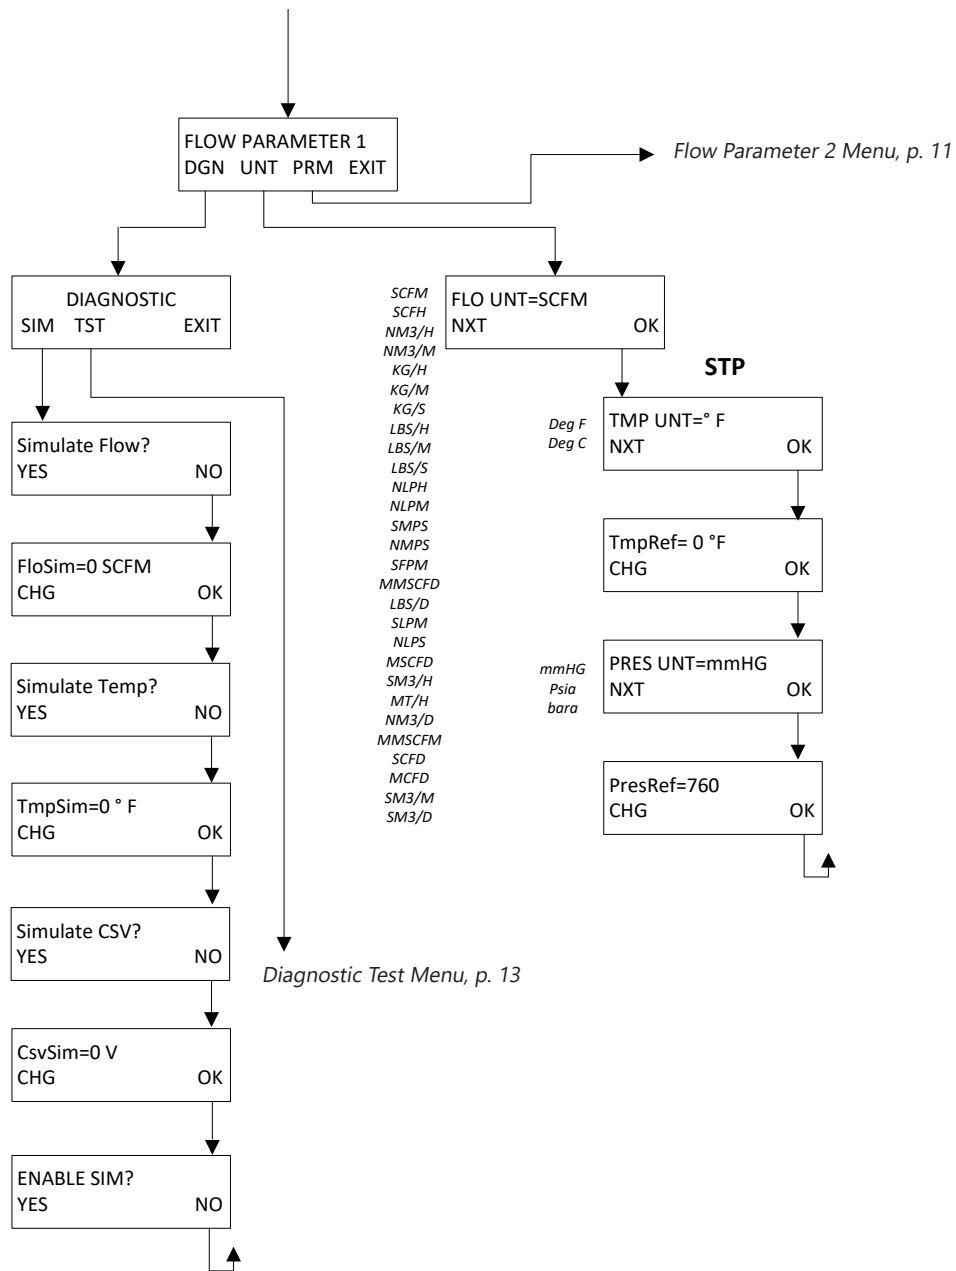 FLOW PARAMETER 1
DGN UNT PRM EXIT
Flow Parameter 2 Menu, p. 11
DIAGNOSTIC
SIM TST EXIT
Simulate Flow?
YES NO
FloSim=0 SCFM
CHG OK
Simulate Temp?
YES NO
TmpSim=0 ° F
CHG OK
Simulate CSV?
YES NO
CsvSim=0 V
CHG OK
ENABLE SIM?
YES NO
Diagnostic Test Menu, p. 13
SCFM
SCFH
NM3/H
NM3/M
KG/H
KG/M
KG/S
LBS/H
LBS/M
LBS/S
NLPH
NLPM
SMPS
NMPS
SFPM
MMSCFD
LBS/D
SLPM
NLPS
MSCFD
SM3/H
MT/H
NM3/D
MMSCFM
SCFD
MCFD
SM3/M
SM3/D
FLO UNT=SCFM
NXT OK
STP
Deg F
Deg C
TMP UNT=° F
NXT OK
TmpRef= 0 °F
CHG OK
mmHG
Psia
bara
PRES UNT=mmHG
NXT OK
PresRef=760
CHG OK